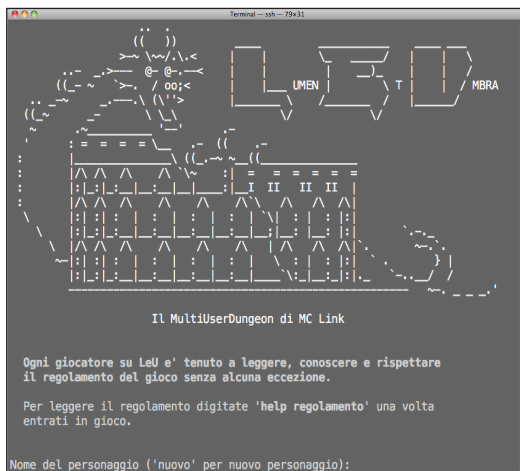 Terminal — ssh — 79×31
UMEN T MBRA
Il MultiUserDungeon di MC Link
Ogni giocatore su LeU e' tenuto a leggere, conoscere e rispettare
il regolamento del gioco senza alcuna eccezione.
Per leggere il regolamento digitate 'help regolamento' una volta
entrati in gioco.
Nome del personaggio ('nuovo' per nuovo personaggio):